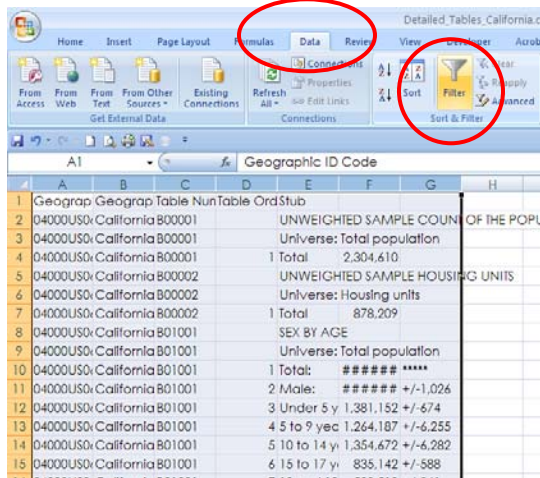 Detailed_Tables_California.c
Home Insert Page Layout Formulas Data Review View Developer Acrob
From Access From Web From Text From Other Sources Existing Connections Refresh All Connections Properties Edit Links Sort Filter Clear Reapply Advanced
Get External Data Connections Sort & Filter
A1 fx Geographic ID Code
A B C D E F G H
1 Geograp Geograp Table Nun Table Ord Stub
2 04000US0 California B00001 UNWEIGHTED SAMPLE COUN OF THE POPU
3 04000US0 California B00001 Universe: Total population
4 04000US0 California B00001 1 Total 2,304,610
5 04000US0 California B00002 UNWEIGHTED SAMPLE HOUSING UNITS
6 04000US0 California B00002 Universe: Housing units
7 04000US0 California B00002 1 Total 878,209
8 04000US0 California B01001 SEX BY AGE
9 04000US0 California B01001 Universe: Total population
10 04000US0 California B01001 1 Total: ###### *****
11 04000US0 California B01001 2 Male: ###### +/-1,026
12 04000US0 California B01001 3 Under 5 y 1,381,152 +/-674
13 04000US0 California B01001 4 5 to 9 yea 1,264,187 +/-6,255
14 04000US0 California B01001 5 10 to 14 y 1,354,672 +/-6,282
15 04000US0 California B01001 6 15 to 17 y 835,142 +/-588